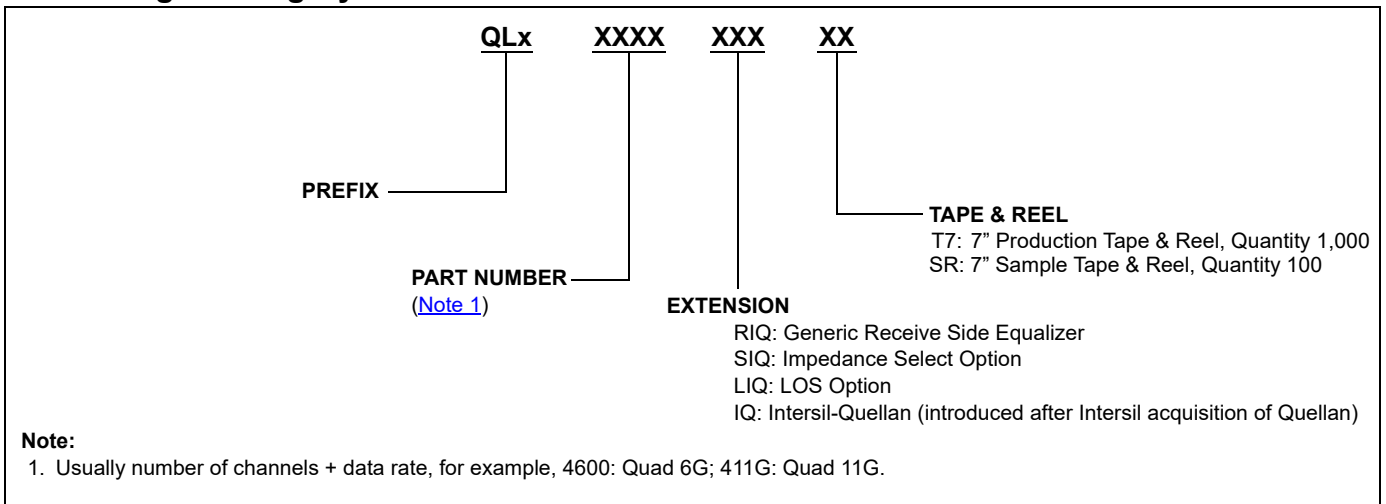 QLx XXXX XXX XX
PREFIX
TAPE & REEL
T7: 7” Production Tape & Reel, Quantity 1,000
SR: 7” Sample Tape & Reel, Quantity 100
PART NUMBER
(Note 1)
EXTENSION
RIQ: Generic Receive Side Equalizer
SIQ: Impedance Select Option
LIQ: LOS Option
IQ: Intersil-Quellan (introduced after Intersil acquisition of Quellan)
Note:
1. Usually number of channels + data rate, for example, 4600: Quad 6G; 411G: Quad 11G.